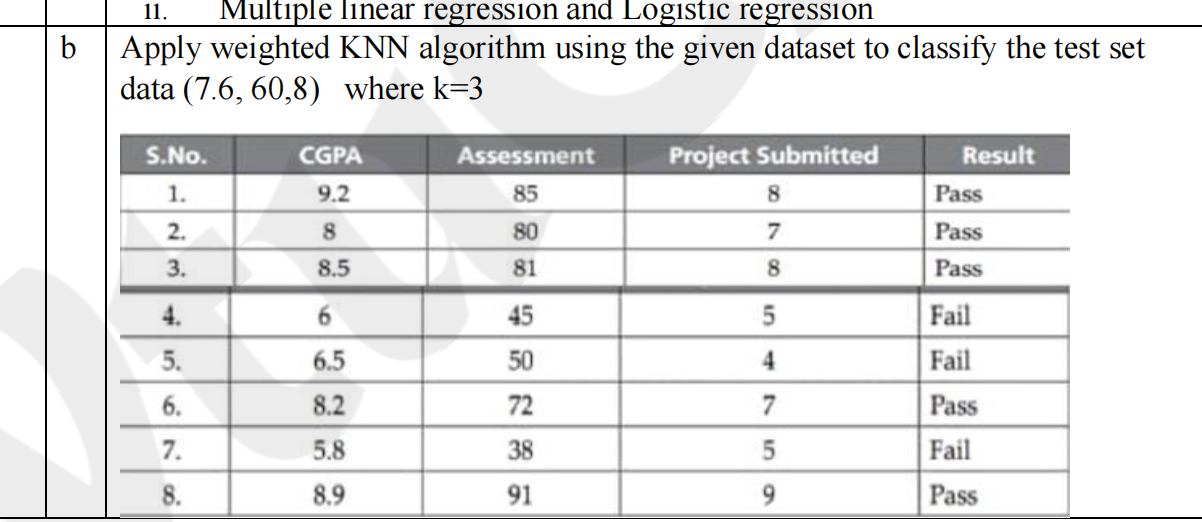 ii. Multiple linear regression and Logistic regression
b Apply weighted KNN algorithm using the given dataset to classify the test set
data (7.6, 60,8) where k=3
S.No. CGPA Assessment Project Submitted Result
1. 9.2 85 8 Pass
2. 8 80 7 Pass
3. 8.5 81 8 Pass
4. 6 45 5 Fail
5. 6.5 50 4 Fail
6. 8.2 72 7 Pass
7. 5.8 38 5 Fail
8. 8.9 91 9 Pass